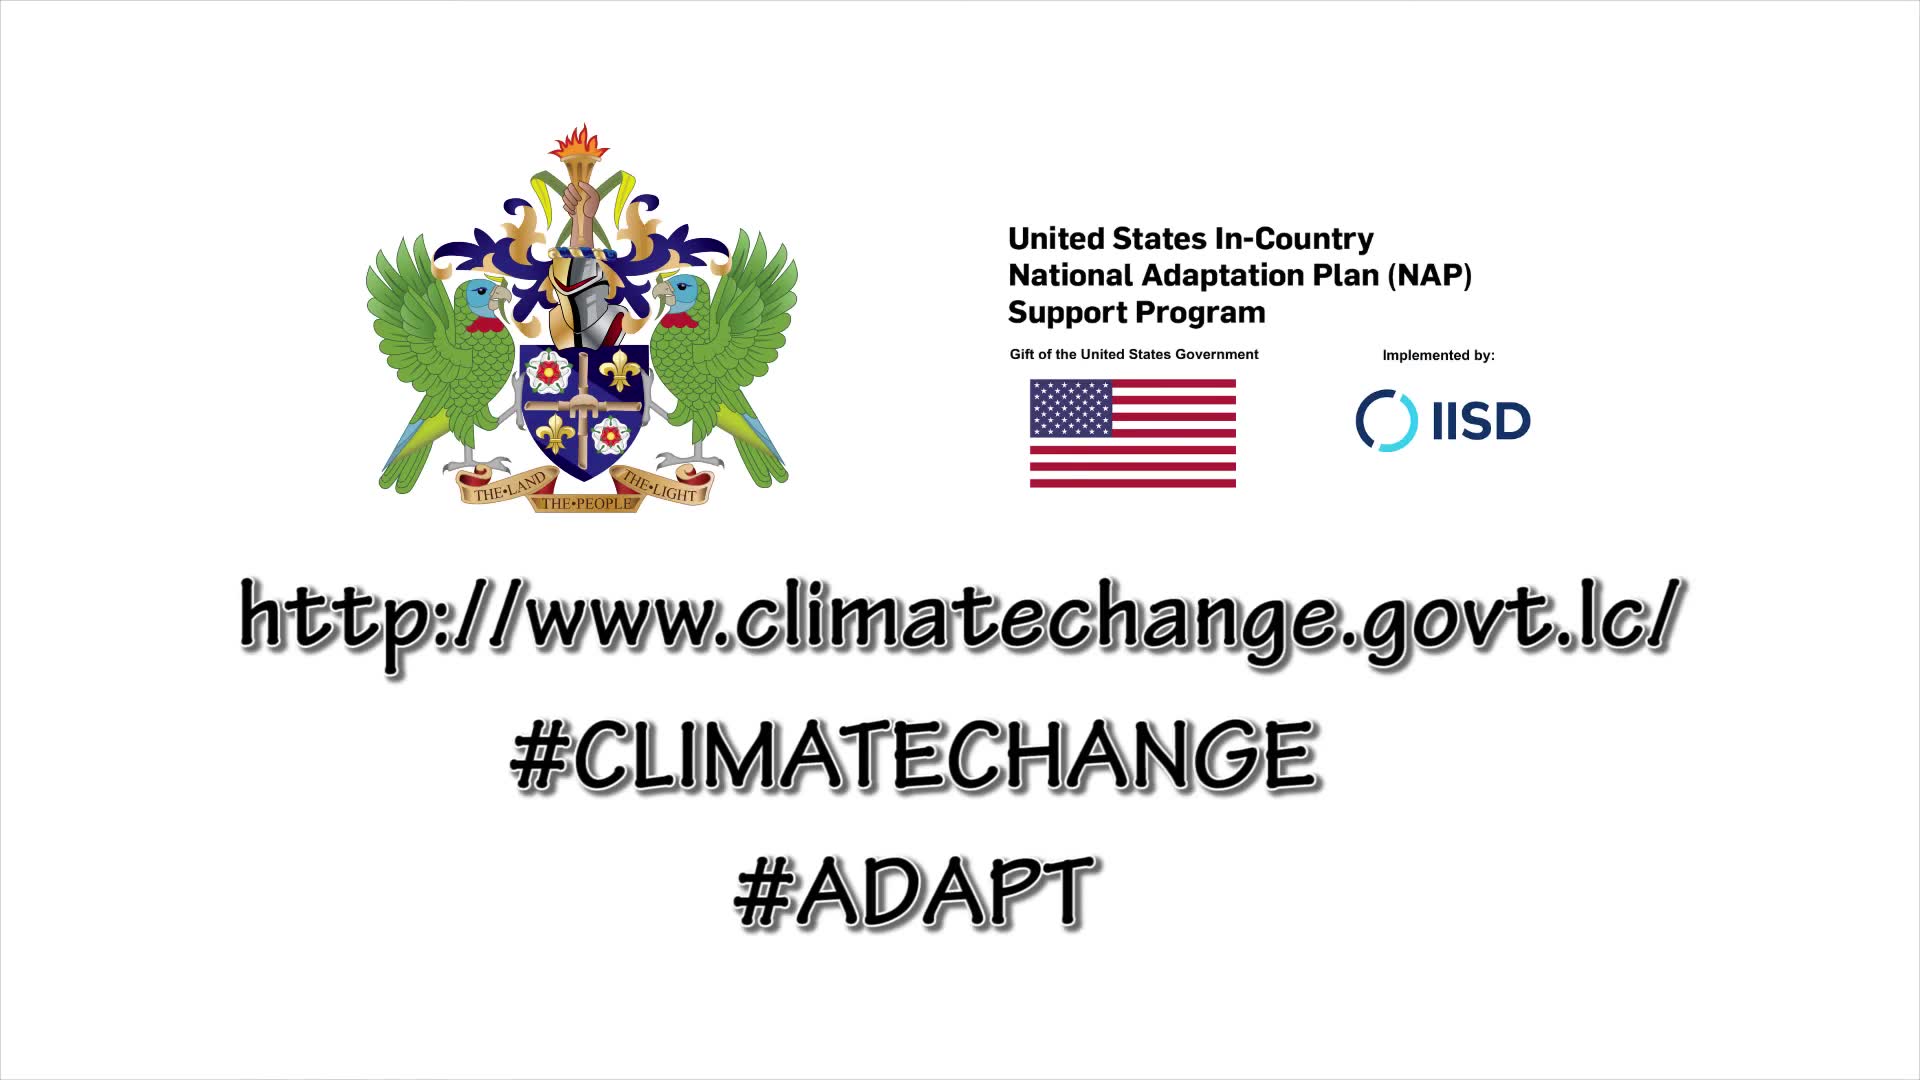 THE•LAND
THE•PEOPLE
THE•LIGHT
United States In-Country
National Adaptation Plan (NAP)
Support Program
Gift of the United States Government
Implemented by:
IISD
http://www.climatechange.govt.lc/
#CLIMATECHANGE
#ADAPT